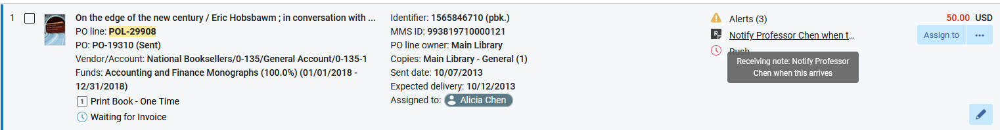 1
On the edge of the new century / Eric Hobsbawm ; in conversation with ...
PO line: POL-29908
PO: PO-19310 (Sent)
Vendor/Account: National Booksellers/0-135/General Account/0-135-1
Funds: Accounting and Finance Monographs (100.0%) (01/01/2018 -
12/31/2018)
1 Print Book - One Time
Waiting for Invoice
Identifier: 1565846710 (pbk.)
MMS ID: 993819710000121
PO line owner: Main Library
Copies: Main Library - General (1)
Sent date: 10/07/2013
Expected delivery: 10/12/2013
Assigned to: Alicia Chen
Alerts (3)
R Notify Professor Chen when t...
Rush
Receiving note: Notify Professor
Chen when this arrives
50.00 USD
Assign to ...